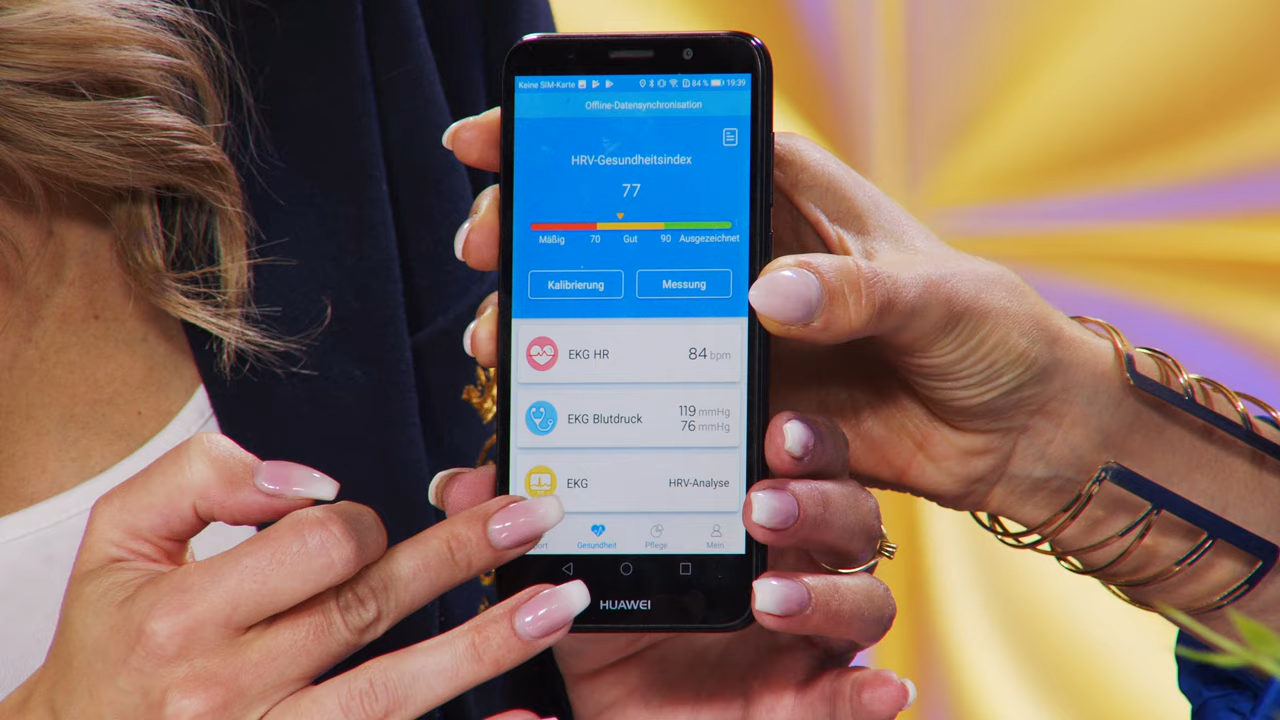 Keine SIM-Karte 84 % 19:39
Offline-Datensynchronisation
HRV-Gesundheitsindex
77
Mäßig 70 Gut 90 Ausgezeichnet
Kalibrierung Messung
EKG HR 84 bpm
EKG Blutdruck 119 mmHg
76 mmHg
EKG HRV-Analyse
Gesundheit Pflege Mein
HUAWEI